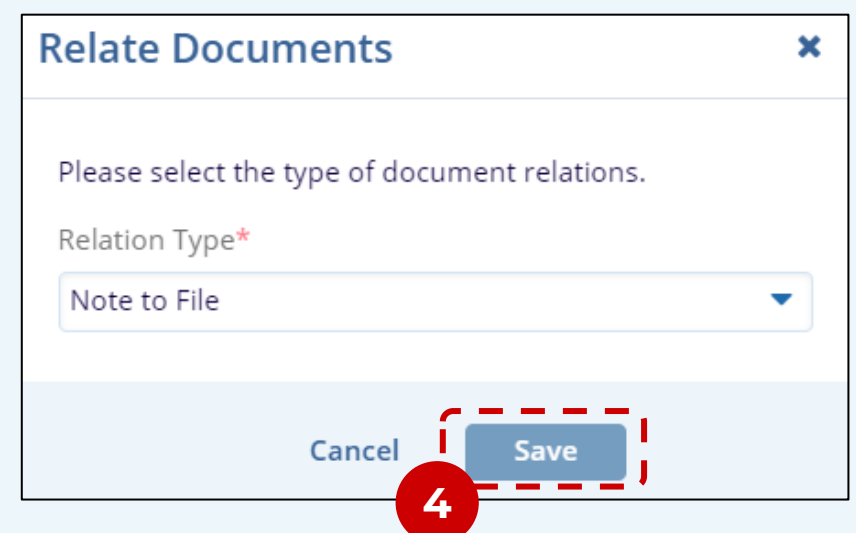 Relate Documents
Please select the type of document relations.
Relation Type*
Note to File
Cancel Save
4